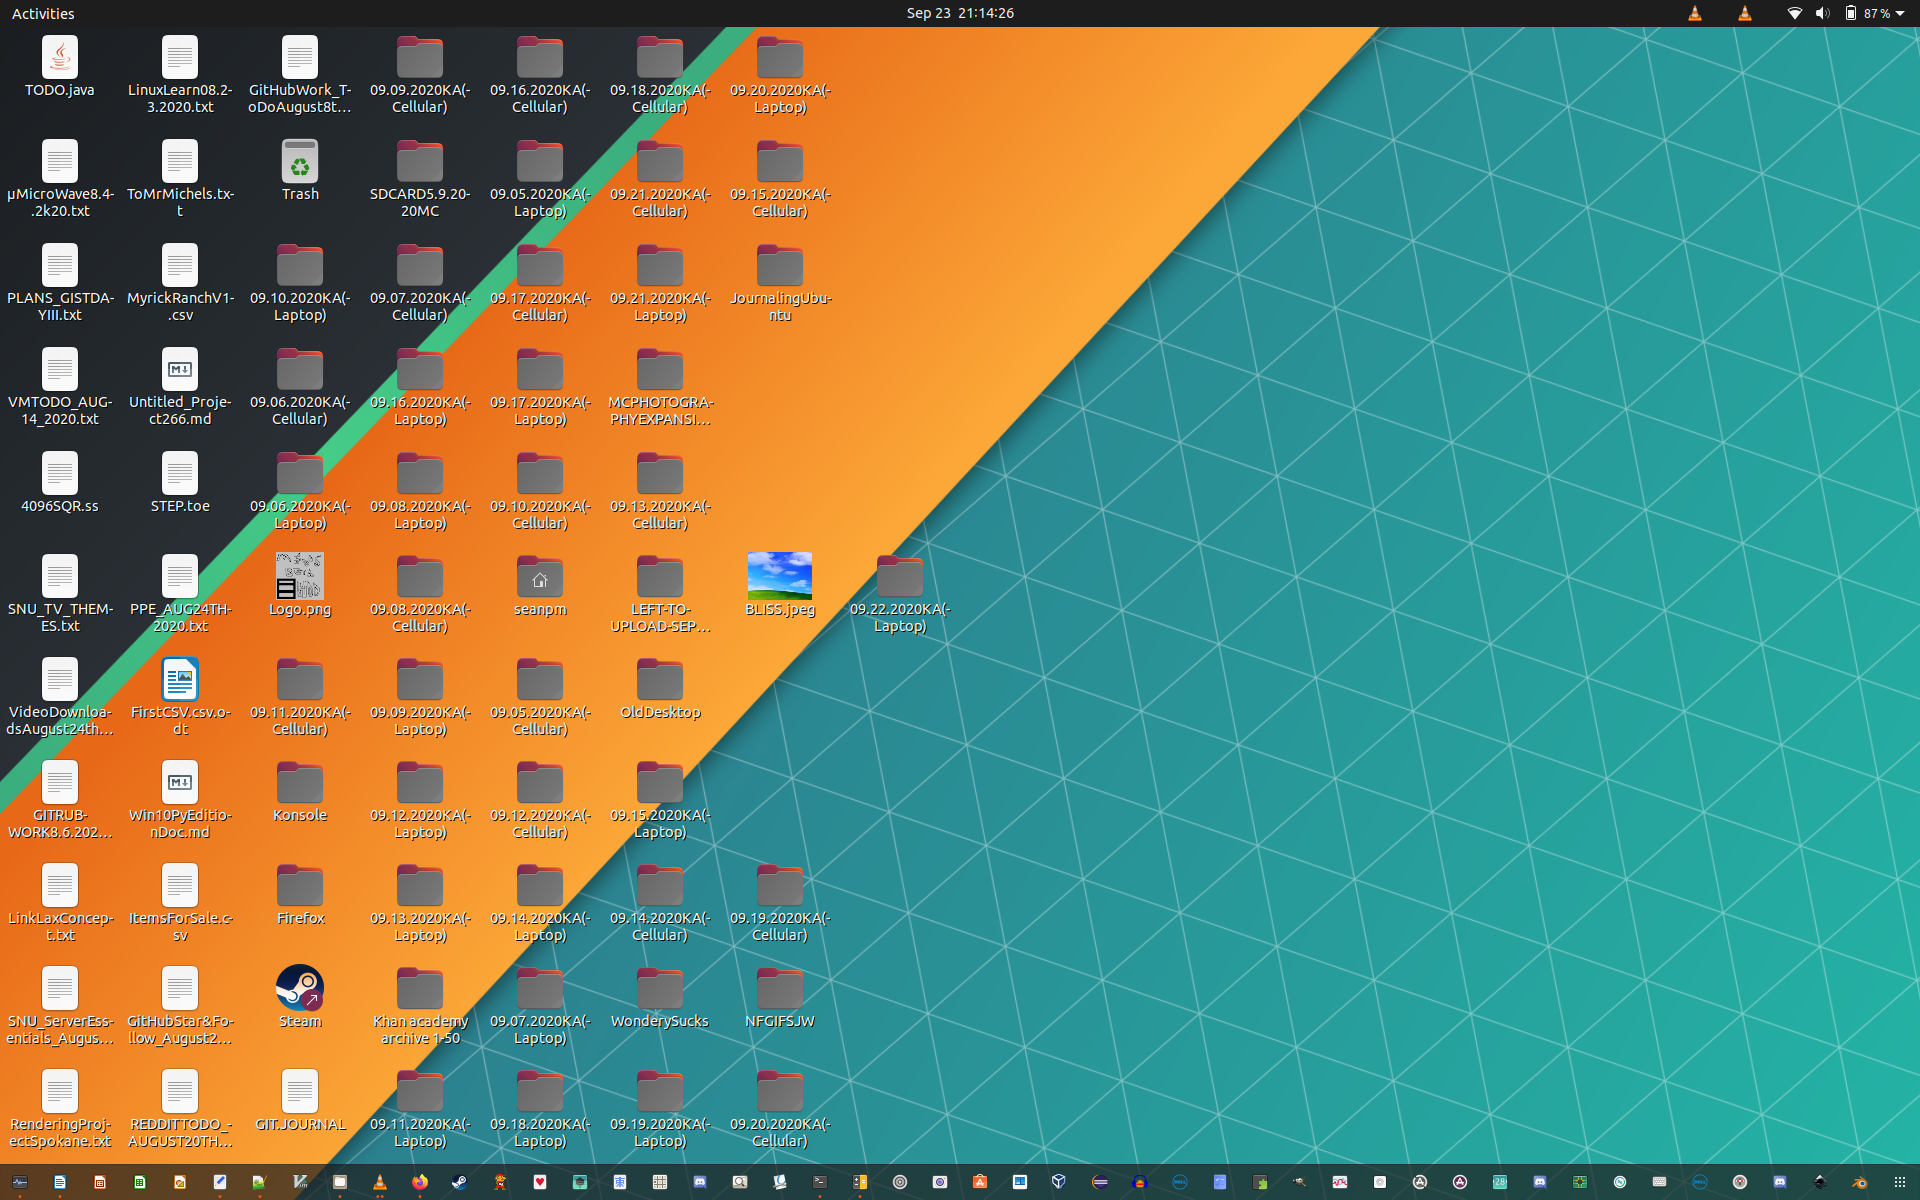 Activities
Sep 23 21:14:26
87 %
TODO.java
LinuxLearn08.2-
3.2020.txt
GitHubWork_T-
oDoAugust8t...
09.09.2020KA(-
Cellular)
09.16.2020KA(-
Cellular)
09.18.2020KA(-
Cellular)
09.20.2020KA(-
Laptop)
µMicroWave8.4-
.2k20.txt
ToMrMichels.tx-
t
Trash
SDCARD5.9.20-
20MC
09.05.2020KA(-
Laptop)
09.21.2020KA(-
Cellular)
09.15.2020KA(-
Cellular)
PLANS_GISTDA-
YIII.txt
MyrickRanchV1-
.csv
09.10.2020KA(-
Laptop)
09.07.2020KA(-
Cellular)
09.17.2020KA(-
Cellular)
09.21.2020KA(-
Laptop)
JournalingUbu-
ntu
VMTODO_AUG-
14_2020.txt
Untitled_Proje-
ct266.md
09.06.2020KA(-
Cellular)
09.16.2020KA(-
Laptop)
09.17.2020KA(-
Laptop)
MCPHOTOGRA-
PHYEXPANSI...
4096SQR.ss
STEP.toe
09.06.2020KA(-
Laptop)
09.08.2020KA(-
Laptop)
09.10.2020KA(-
Cellular)
09.13.2020KA(-
Cellular)
SNU_TV_THEM-
ES.txt
PPE_AUG24TH-
2020.txt
Logo.png
09.08.2020KA(-
Cellular)
seanpm
LEFT-TO-
UPLOAD-SEP...
BLISS.jpeg
09.22.2020KA(-
Laptop)
VideoDownloa-
dsAugust24th...
FirstCSV.csv.o-
dt
09.11.2020KA(-
Cellular)
09.09.2020KA(-
Laptop)
09.05.2020KA(-
Cellular)
OldDesktop
GITRUB-
WORK8.6.202...
Win10PyEditio-
nDoc.md
Konsole
09.12.2020KA(-
Laptop)
09.12.2020KA(-
Cellular)
09.15.2020KA(-
Laptop)
LinkLaxConcep-
t.txt
ItemsForSale.c-
sv
Firefox
09.13.2020KA(-
Laptop)
09.14.2020KA(-
Laptop)
09.14.2020KA(-
Cellular)
09.19.2020KA(-
Cellular)
SNU_ServerEss-
entials_Augus...
GitHubStar&Fo-
llow_August2...
Steam
Khan academy
archive 1-50
09.07.2020KA(-
Laptop)
WonderySucks
NFGIFSJW
RenderingProj-
ectSpokane.txt
REDDITTODO_-
AUGUST20TH...
GIT.JOURNAL
09.11.2020KA(-
Laptop)
09.18.2020KA(-
Laptop)
09.19.2020KA(-
Laptop)
09.20.2020KA(-
Cellular)